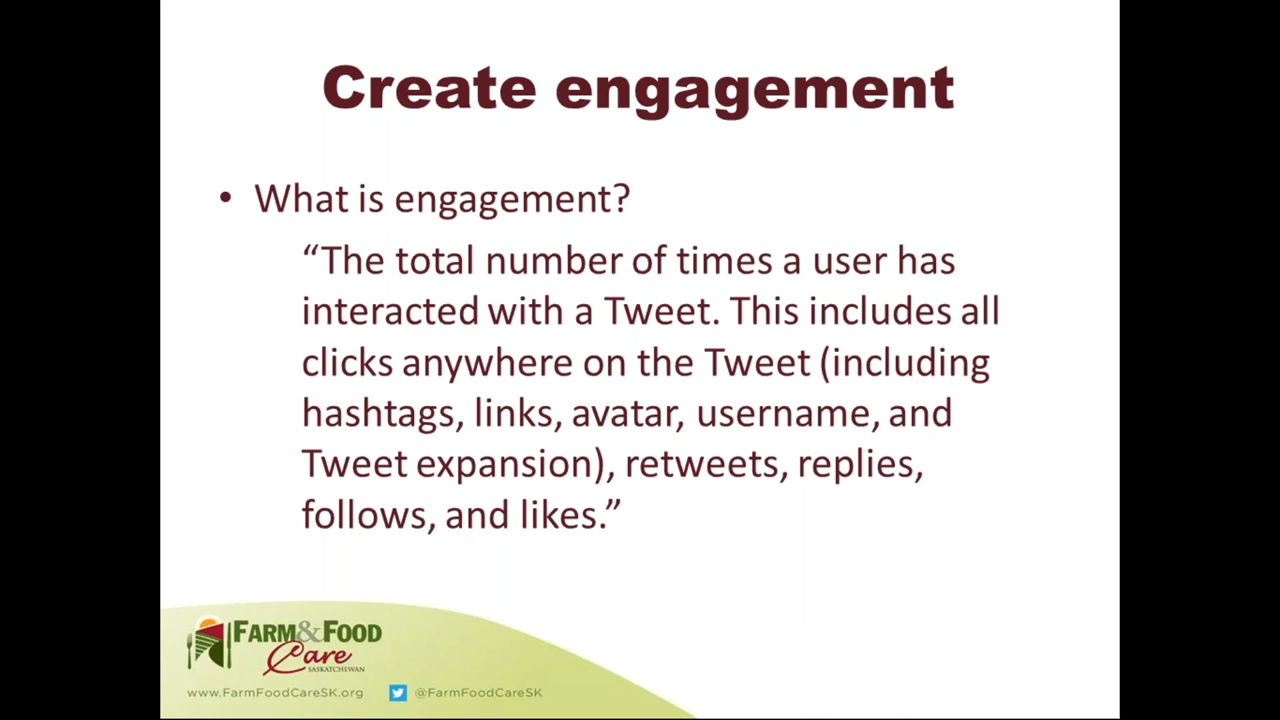 Create engagement
• What is engagement?
“The total number of times a user has
interacted with a Tweet. This includes all
clicks anywhere on the Tweet (including
hashtags, links, avatar, username, and
Tweet expansion), retweets, replies,
follows, and likes.”
FARM&FOOD
Care
SASKATCHEWAN
www.FarmFoodCareSK.org @FarmFoodCareSK